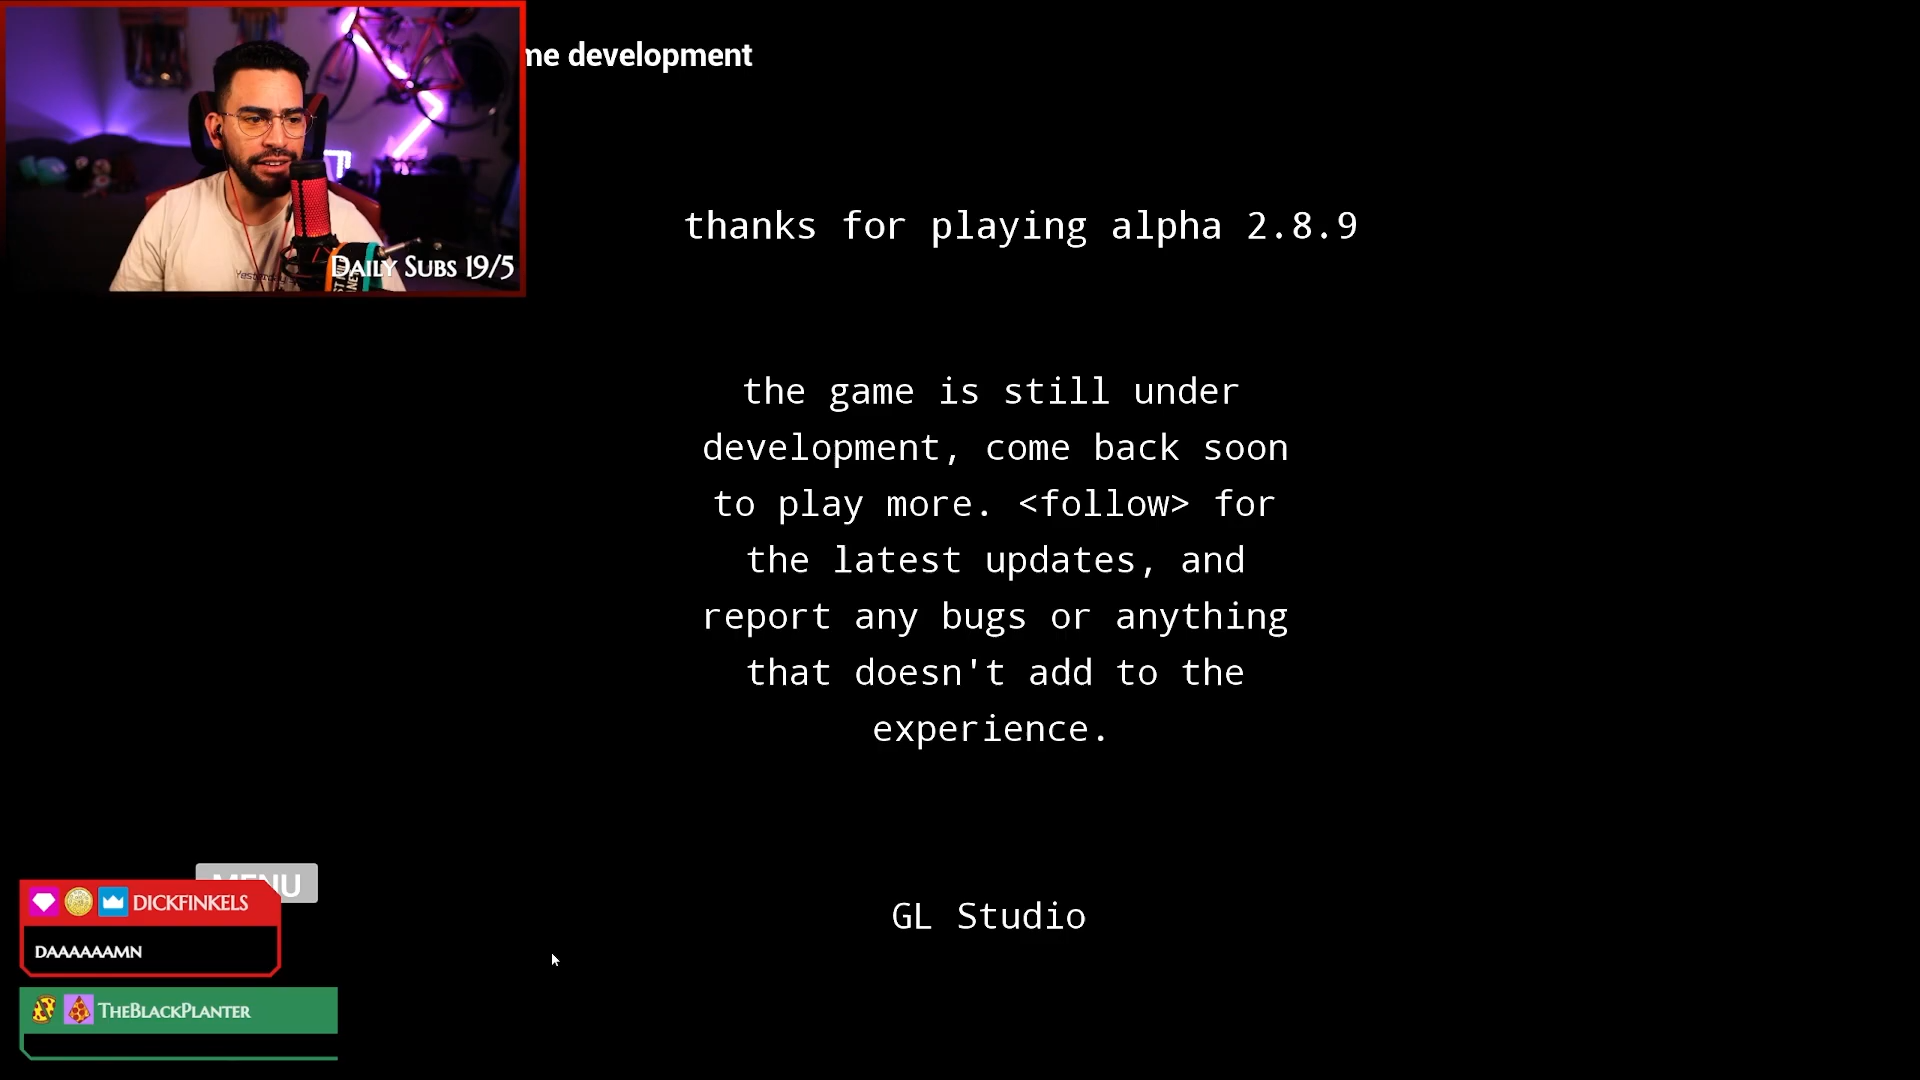 me development
thanks for playing alpha 2.8.9
DAILY SUBS 19/5
the game is still under
development, come back soon
to play more. <follow> for
the latest updates, and
report any bugs or anything
that doesn't add to the
experience.
MENU
DICKFINKELS
DAAAAAAMN
GL Studio
THEBLACKPLANTER